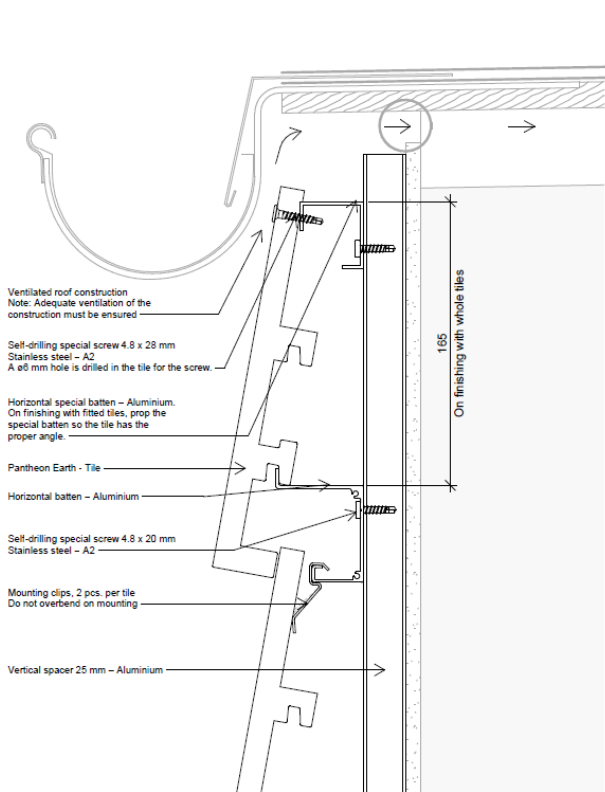 Ventilated roof construction
Note: Adequate ventilation of the
construction must be ensured
Self-drilling special screw 4.8 x 28 mm
Stainless steel – A2
A ø6 mm hole is drilled in the tile for the screw.
Horizontal special batten – Aluminium.
On finishing with fitted tiles, prop the
special batten so the tile has the
proper angle.
Pantheon Earth - Tile
Horizontal batten – Aluminium
Self-drilling special screw 4.8 x 20 mm
Stainless steel – A2
Mounting clips, 2 pcs. per tile
Do not overbend on mounting
Vertical spacer 25 mm – Aluminium
165
On finishing with whole tiles